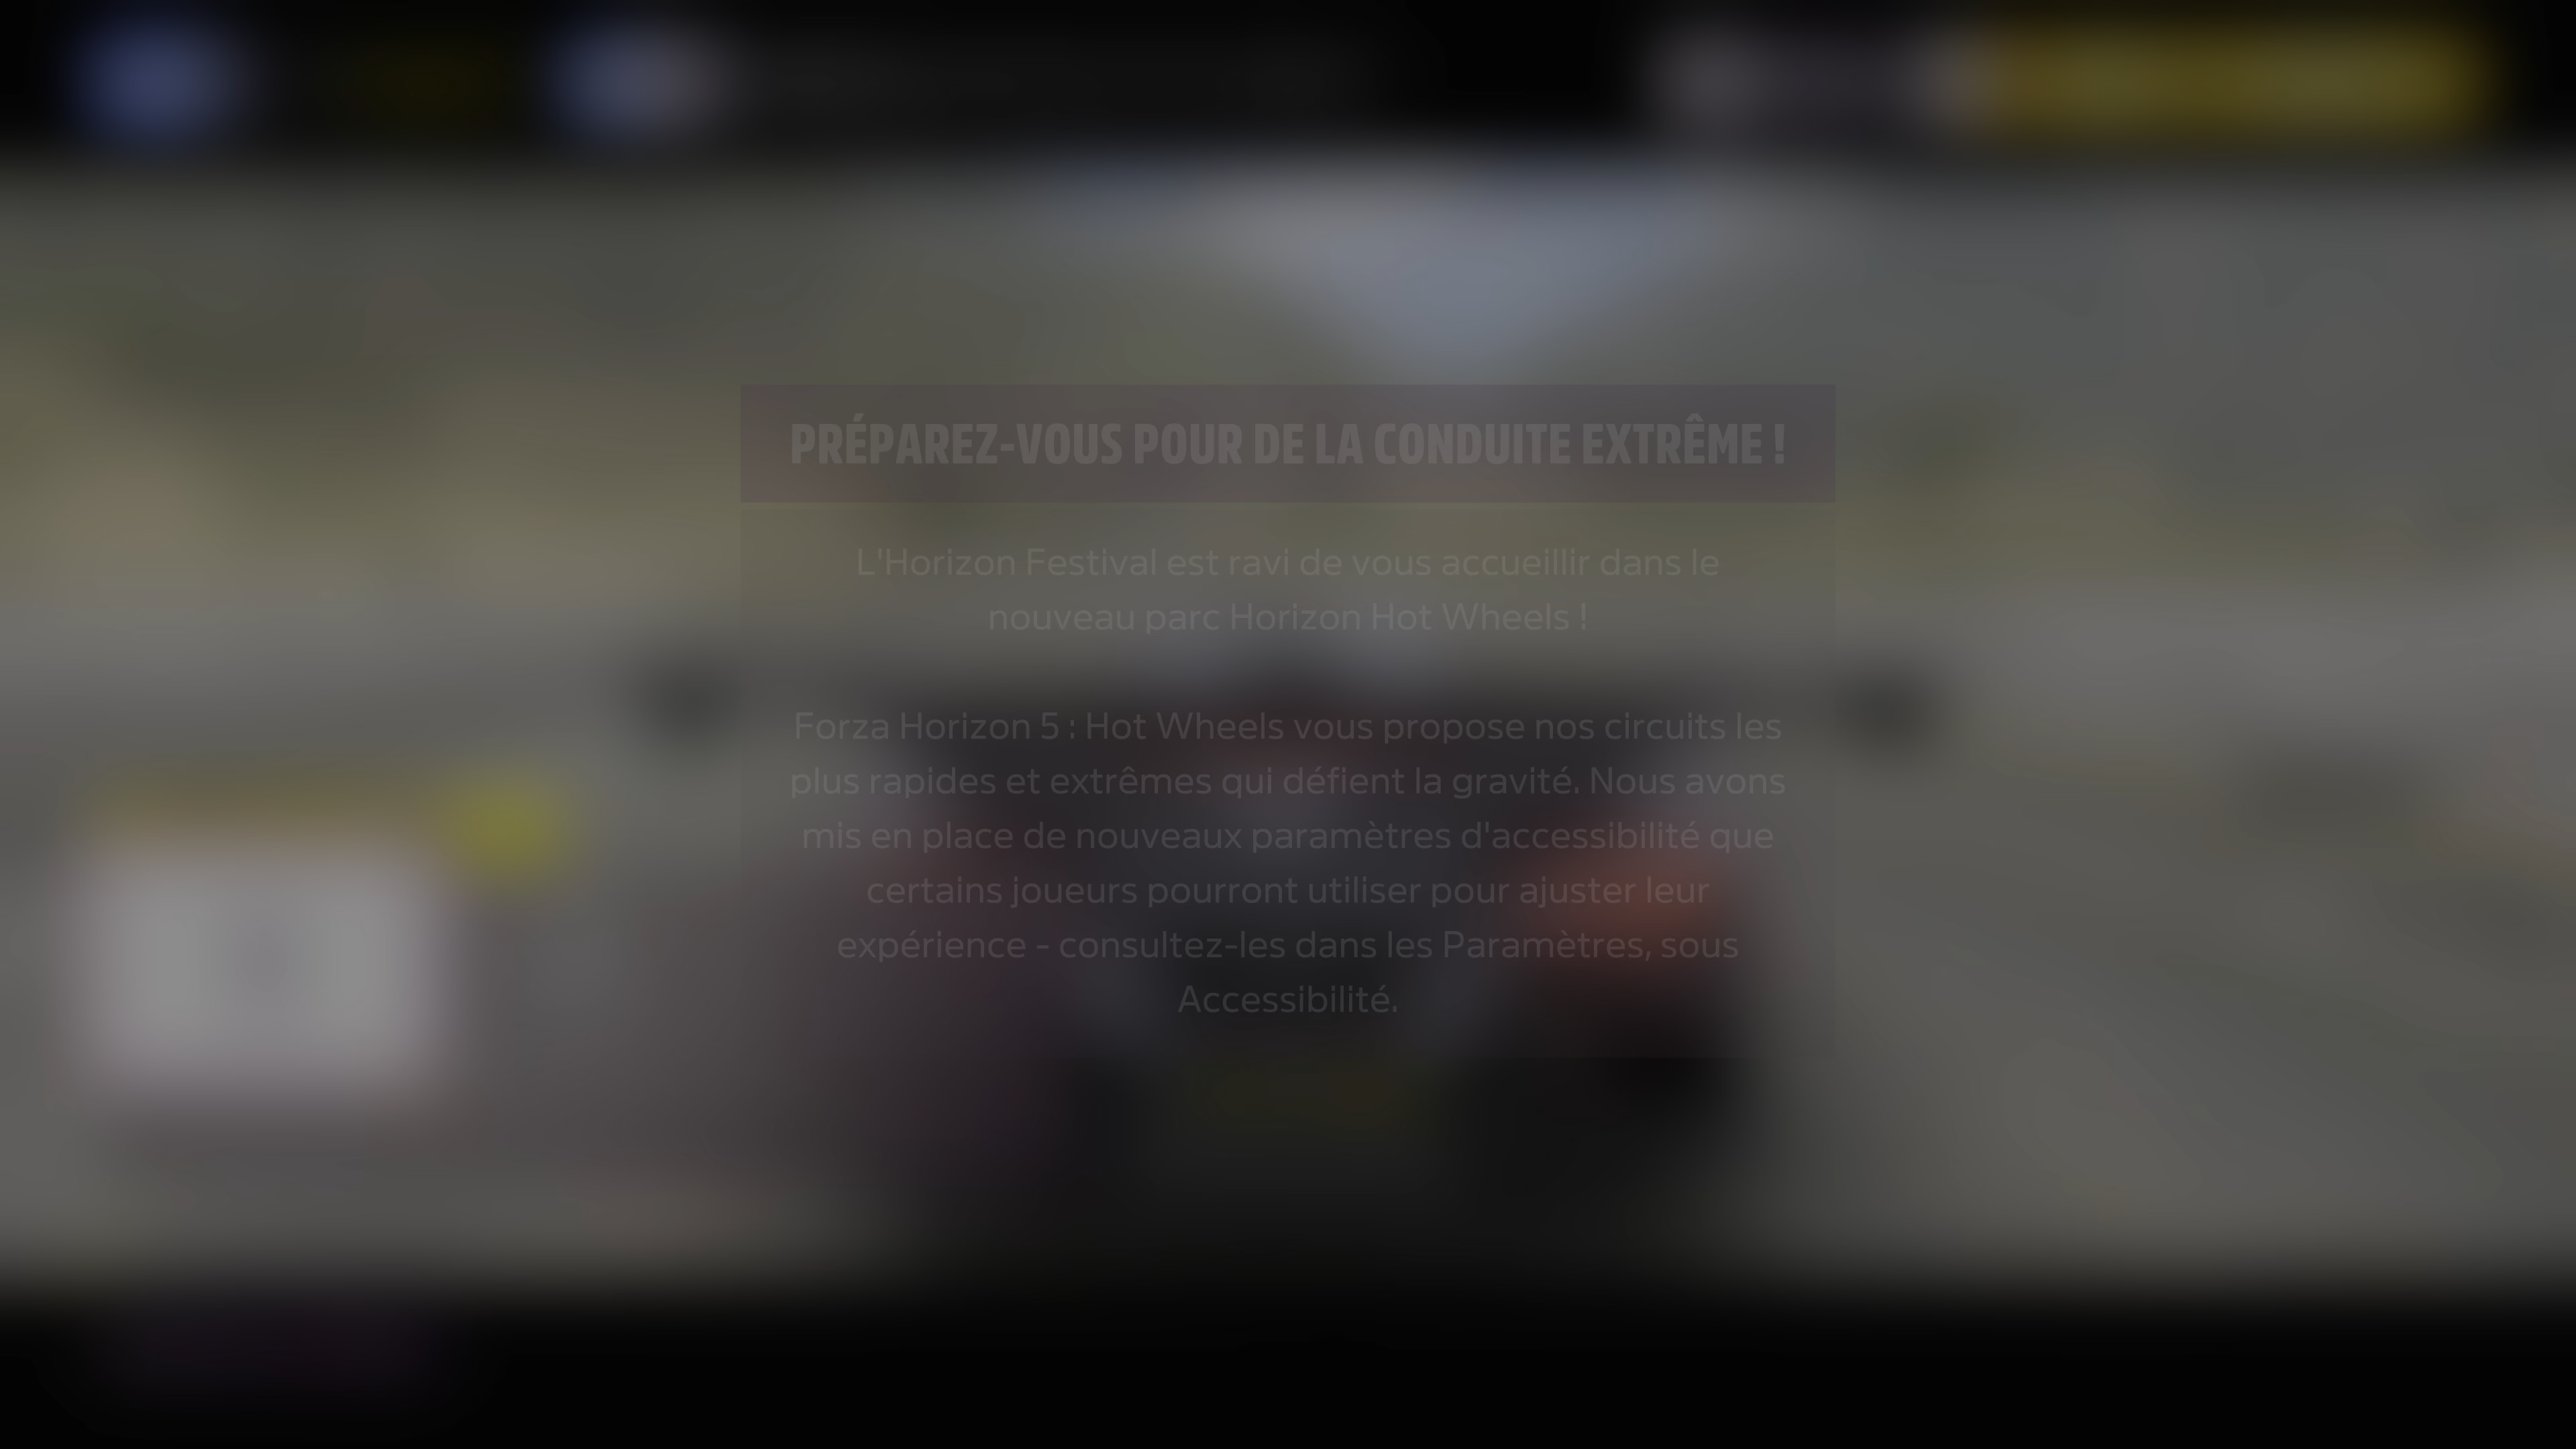 PRÉPAREZ-VOUS POUR DE LA CONDUITE EXTRÊME !
L'Horizon Festival est ravi de vous accueillir dans le
nouveau parc Horizon Hot Wheels !
Forza Horizon 5 : Hot Wheels vous propose nos circuits les
plus rapides et extrêmes qui défient la gravité. Nous avons
mis en place de nouveaux paramètres d'accessibilité que
certains joueurs pourront utiliser pour ajuster leur
expérience - consultez-les dans les Paramètres, sous
Accessibilité.